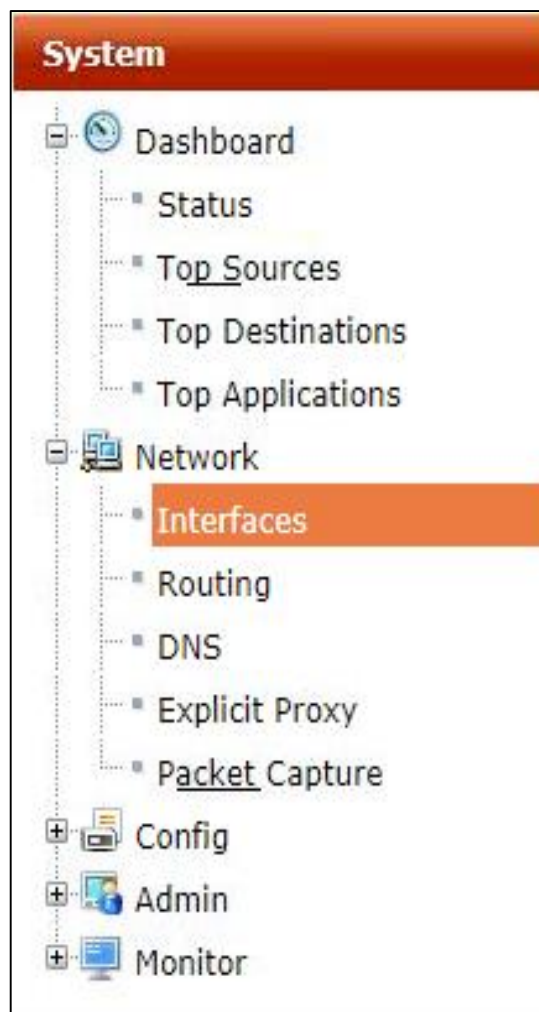 System
Dashboard
Status
Top Sources
Top Destinations
Top Applications
Network
Interfaces
Routing
DNS
Explicit Proxy
Packet Capture
Config
Admin
Monitor